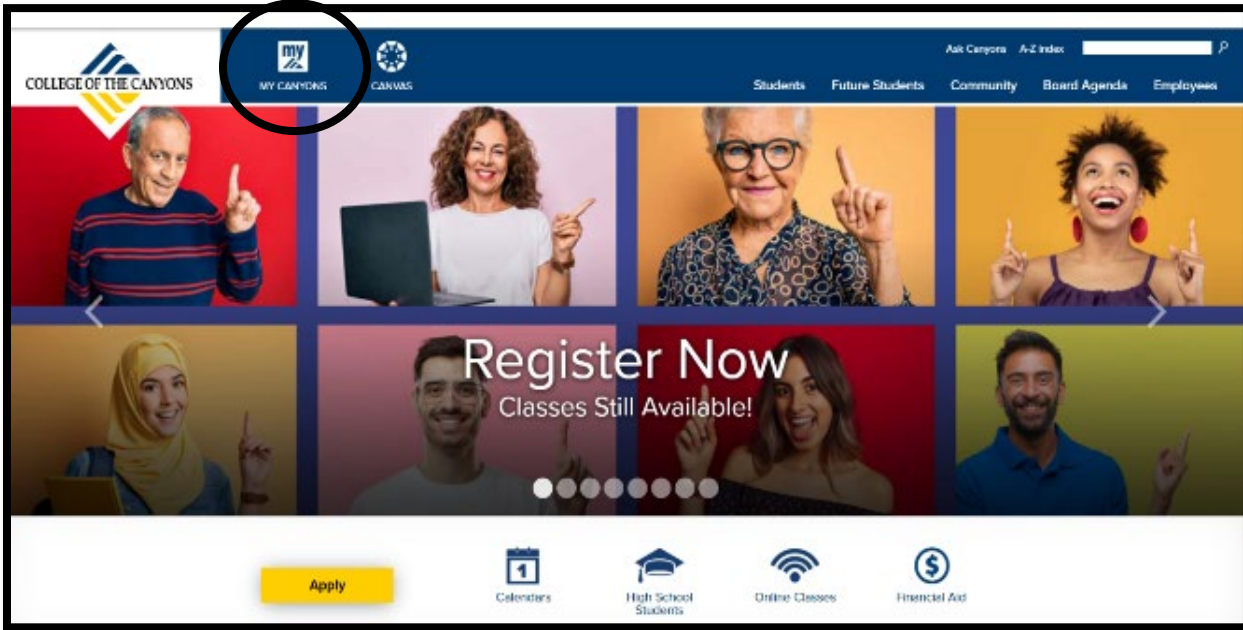 COLLEGE OF THE CANYONS
my
MY CANYONS
CANVAS
Ask Canyons A-Z Index
Students Future Students Community Board Agenda Employees
Register Now
Classes Still Available!
Apply
1
Calendars
High School
Students
Online Classes
$
Financial Aid